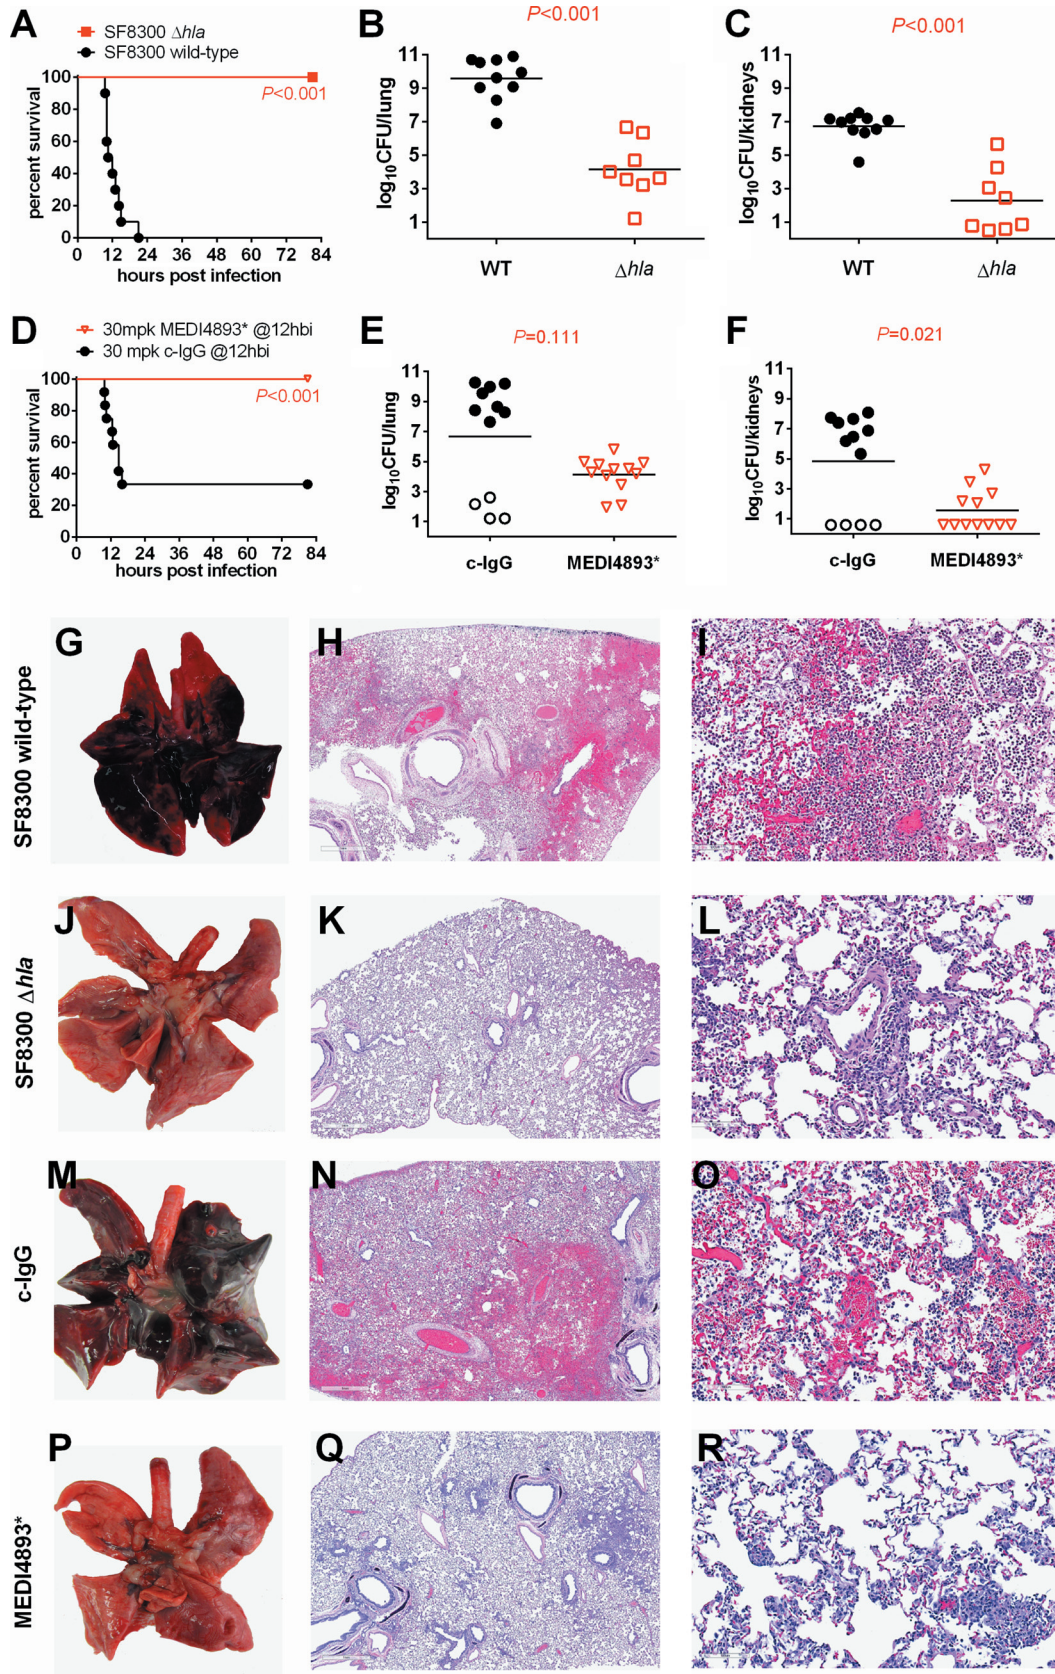 A
SF8300 Δhla
SF8300 wild-type
P<0.001
percent survival
100
80
60
40
20
0
0 12 24 36 48 60 72 84
hours post infection
B
P<0.001
log10CFU/lung
11
9
7
5
3
1
WT Δhla
C
P<0.001
log10CFU/kidneys
11
9
7
5
3
1
WT Δhla
D
30mpk MEDI4893* @12hbi
30 mpk c-IgG @12hbi
P<0.001
percent survival
100
80
60
40
20
0
0 12 24 36 48 60 72 84
hours post infection
E
P=0.111
log10CFU/lung
11
9
7
5
3
1
c-IgG MEDI4893*
F
P=0.021
log10CFU/kidneys
11
9
7
5
3
1
c-IgG MEDI4893*
SF8300 wild-type
G H I
SF8300 Δhla
J K L
c-IgG
M N O
MEDI4893*
P Q R